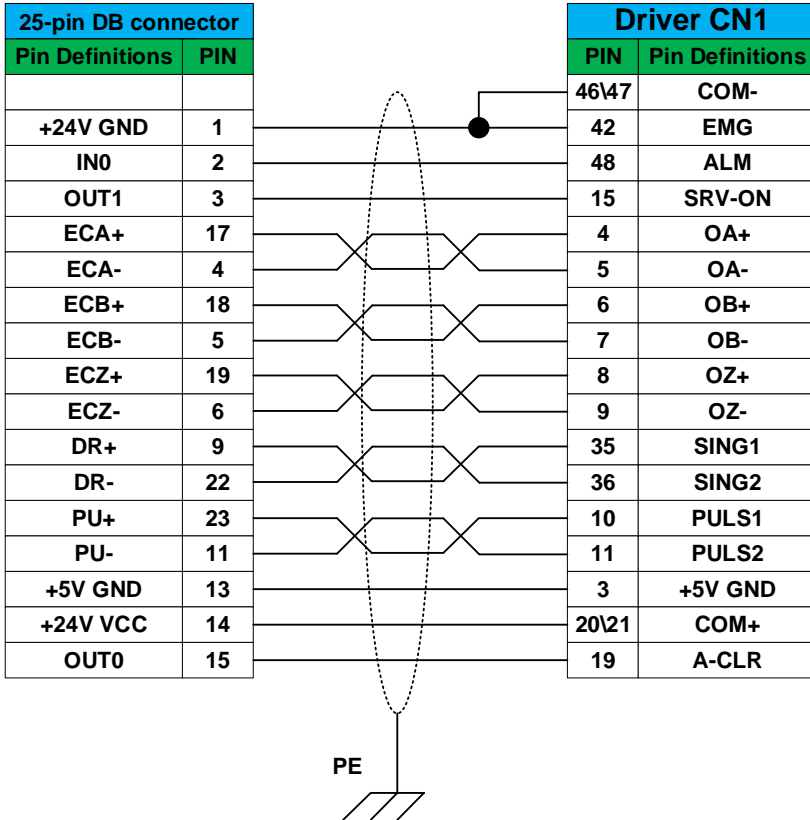 25-pin DB connector Driver CN1
Pin Definitions PIN PIN Pin Definitions
46\47 COM-
+24V GND 1 42 EMG
IN0 2 48 ALM
OUT1 3 15 SRV-ON
ECA+ 17 4 OA+
ECA- 4 5 OA-
ECB+ 18 6 OB+
ECB- 5 7 OB-
ECZ+ 19 8 OZ+
ECZ- 6 9 OZ-
DR+ 9 35 SING1
DR- 22 36 SING2
PU+ 23 10 PULS1
PU- 11 11 PULS2
+5V GND 13 3 +5V GND
+24V VCC 14 20\21 COM+
OUT0 15 19 A-CLR
PE